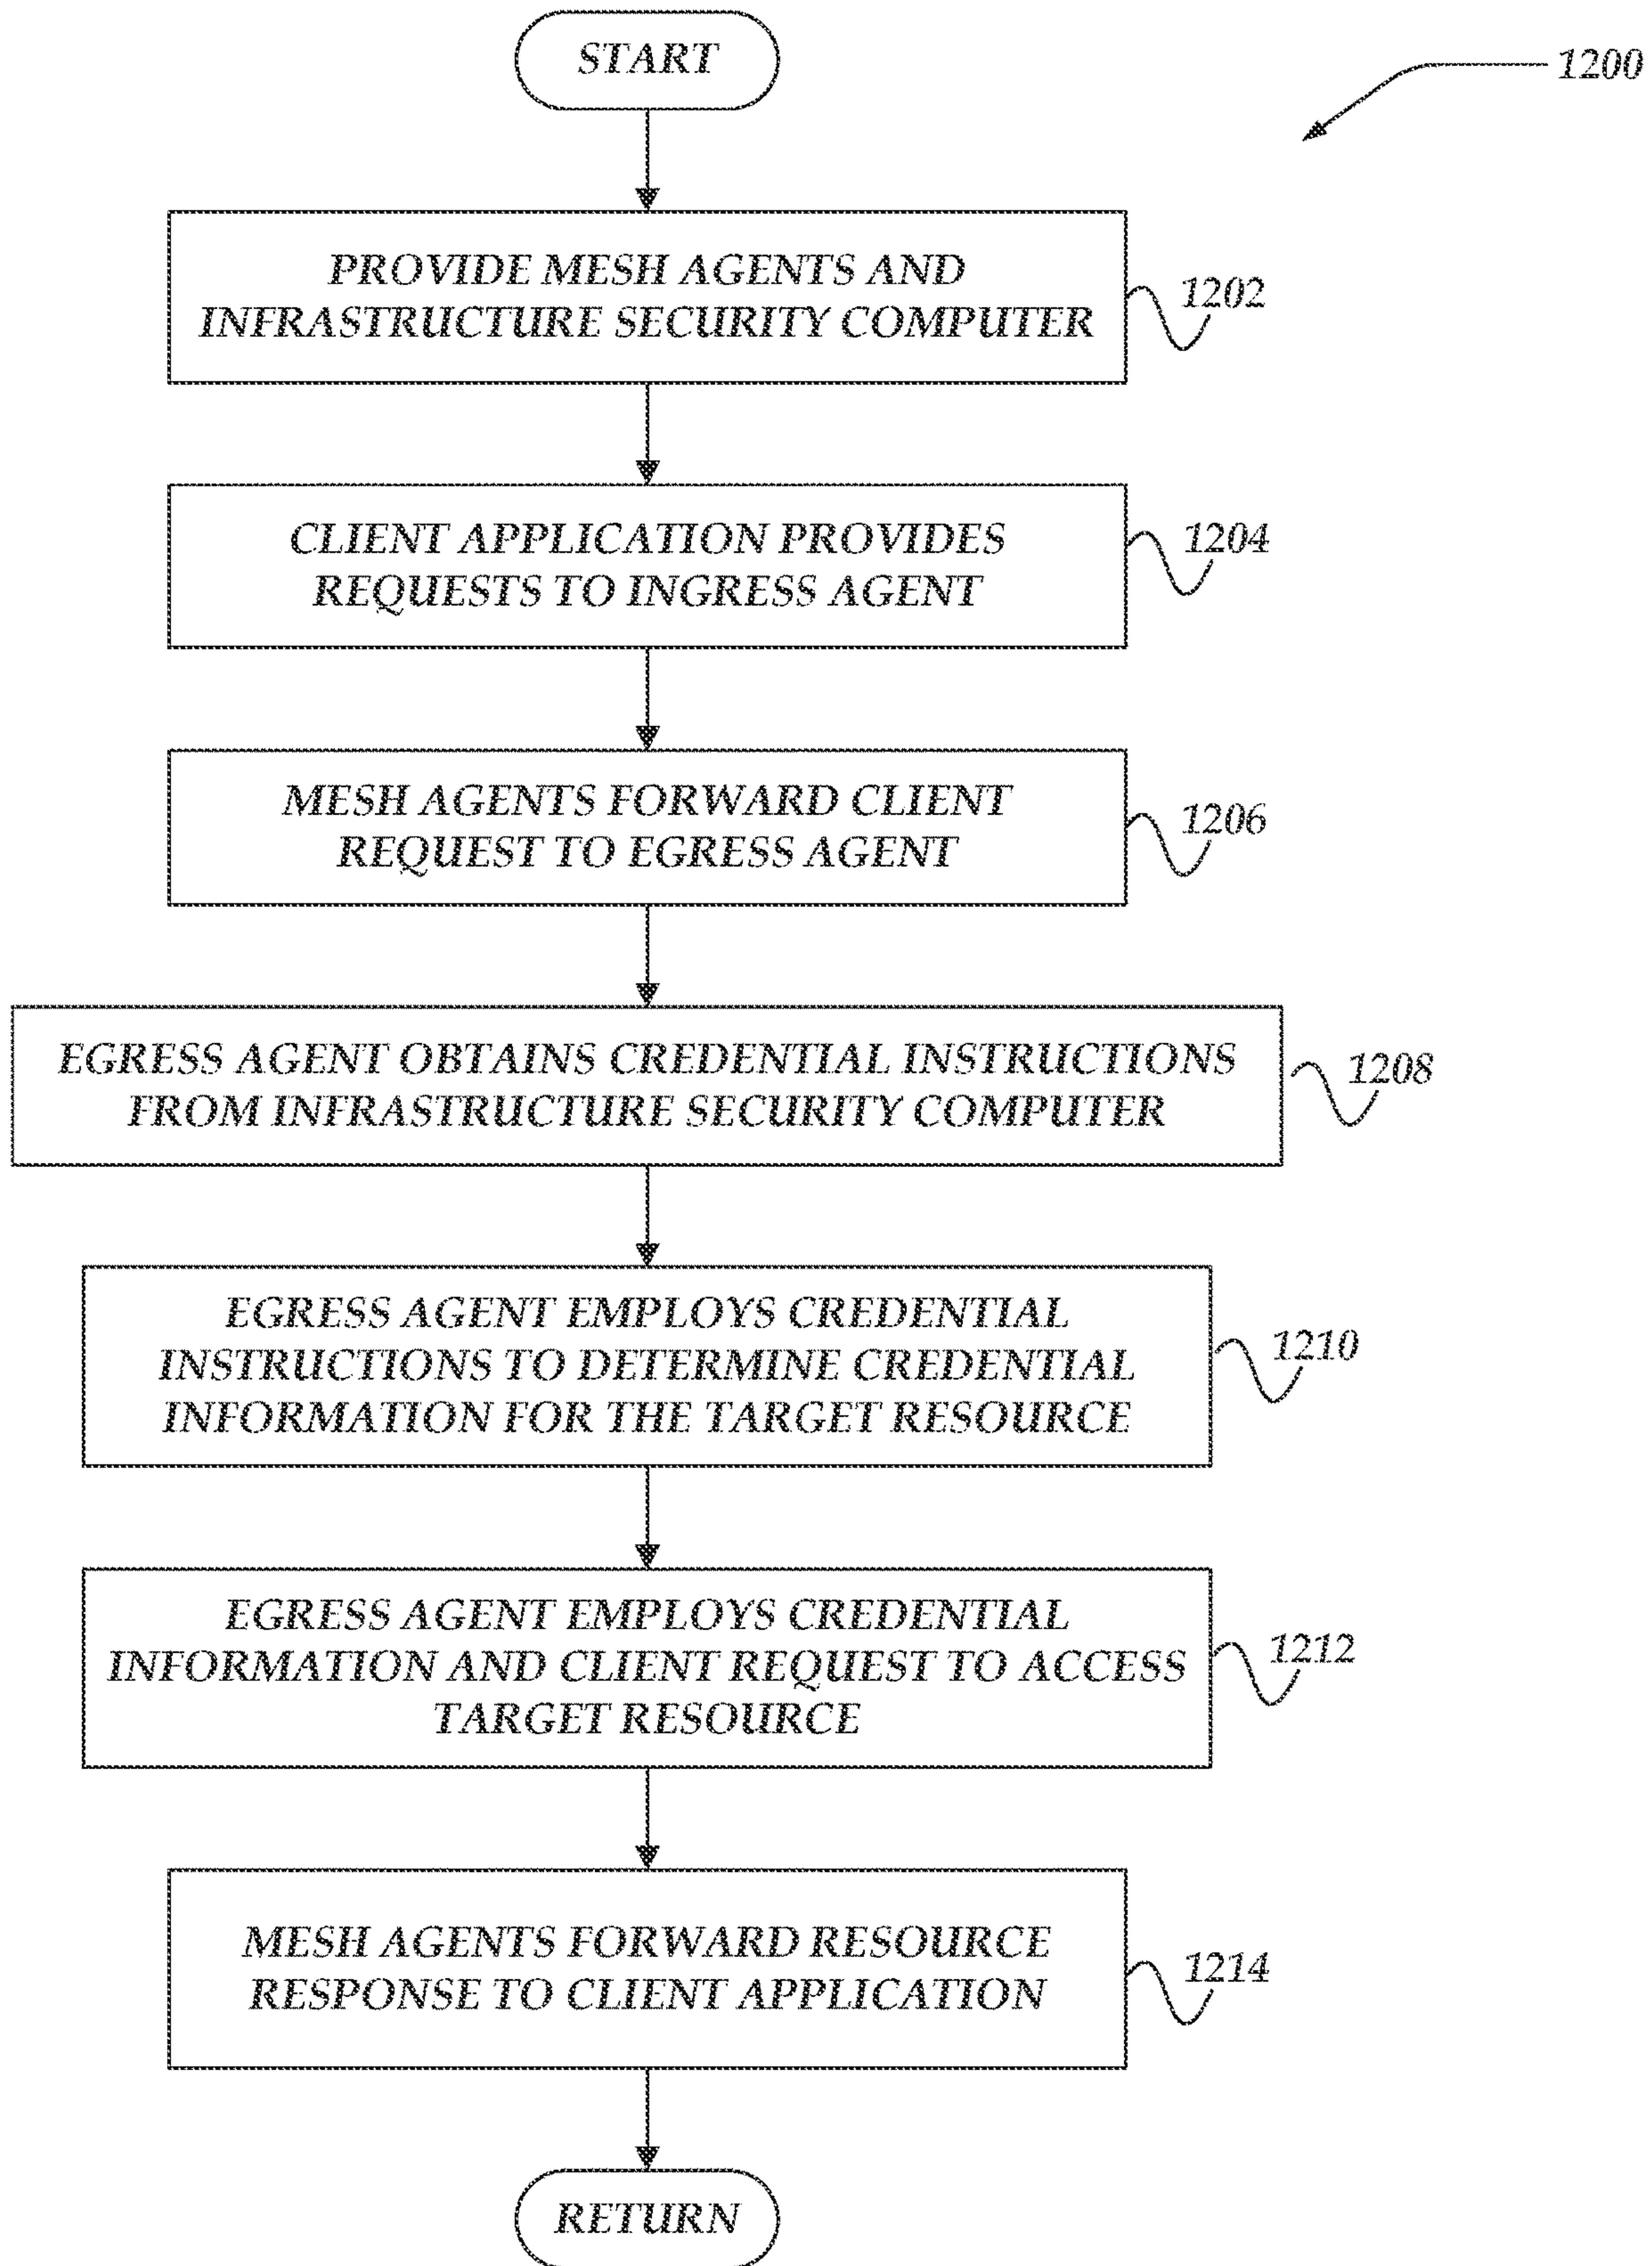 START
1200
PROVIDE MESH AGENTS AND
INFRASTRUCTURE SECURITY COMPUTER
1202
CLIENT APPLICATION PROVIDES
REQUESTS TO INGRESS AGENT
1204
MESH AGENTS FORWARD CLIENT
REQUEST TO EGRESS AGENT
1206
EGRESS AGENT OBTAINS CREDENTIAL INSTRUCTIONS
FROM INFRASTRUCTURE SECURITY COMPUTER
1208
EGRESS AGENT EMPLOYS CREDENTIAL
INSTRUCTIONS TO DETERMINE CREDENTIAL
INFORMATION FOR THE TARGET RESOURCE
1210
EGRESS AGENT EMPLOYS CREDENTIAL
INFORMATION AND CLIENT REQUEST TO ACCESS
TARGET RESOURCE
1212
MESH AGENTS FORWARD RESOURCE
RESPONSE TO CLIENT APPLICATION
1214
RETURN